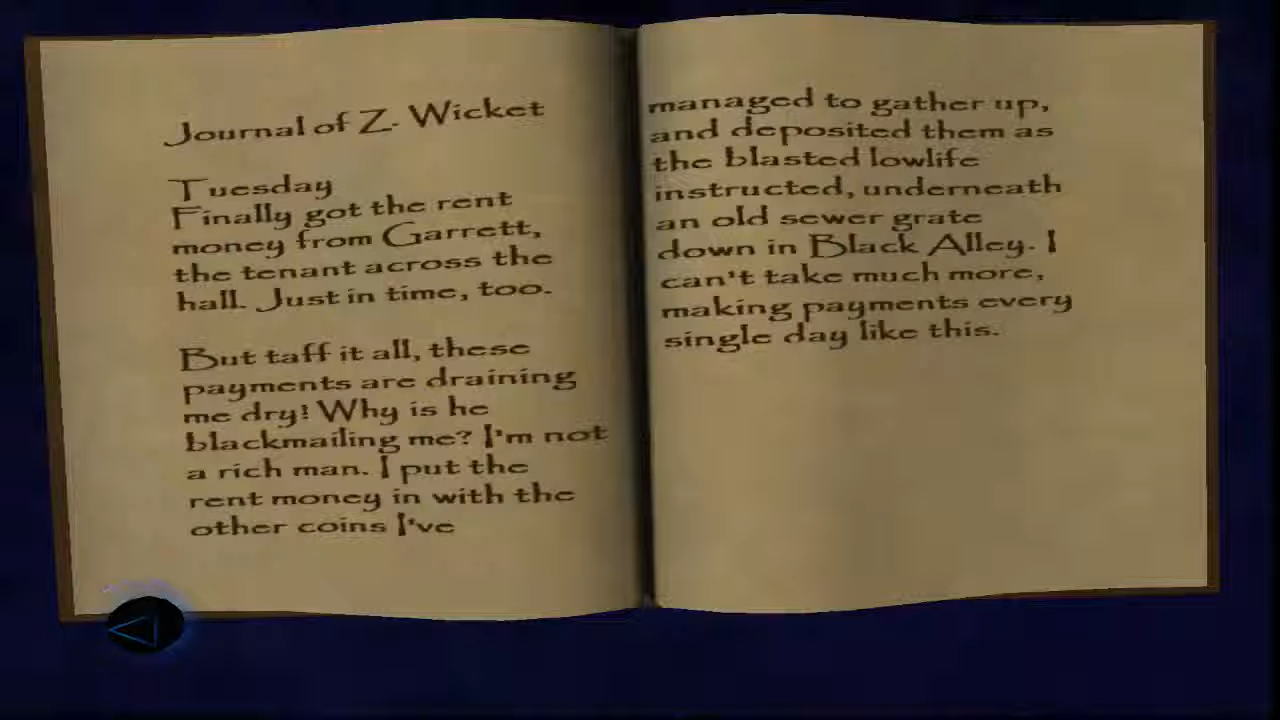 Journal of Z. Wicket
Tuesday
Finally got the rent
money from Garrett,
the tenant across the
hall. Just in time, too.
But taff it all, these
payments are draining
me dry! Why is he
blackmailing me? I'm not
a rich man. I put the
rent money in with the
other coins I've
managed to gather up,
and deposited them as
the blasted lowlife
instructed, underneath
an old sewer grate
down in Black Alley. I
can't take much more,
making payments every
single day like this.